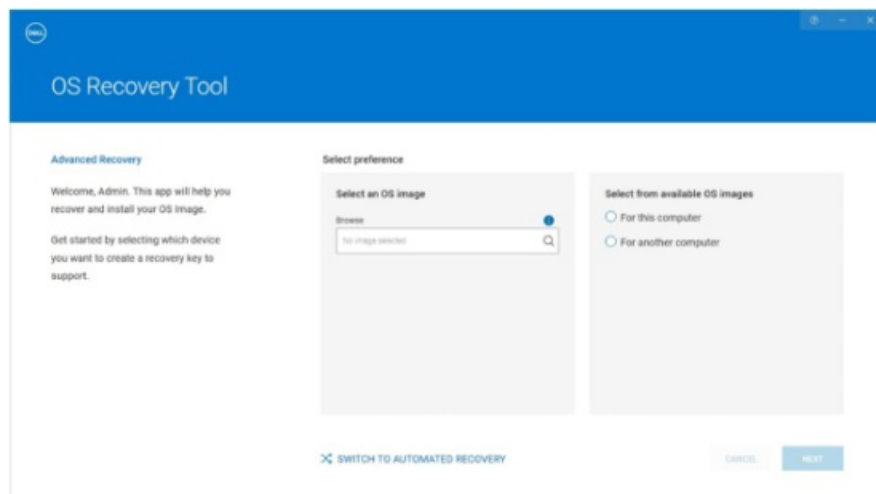 DELL
OS Recovery Tool
Advanced Recovery
Welcome, Admin. This app will help you
recover and install your OS Image.
Get started by selecting which device
you want to create a recovery key to
support.
Select preference
Select an OS image
Browse
No image selected
Select from available OS images
For this computer
For another computer
SWITCH TO AUTOMATED RECOVERY
CANCEL
NEXT